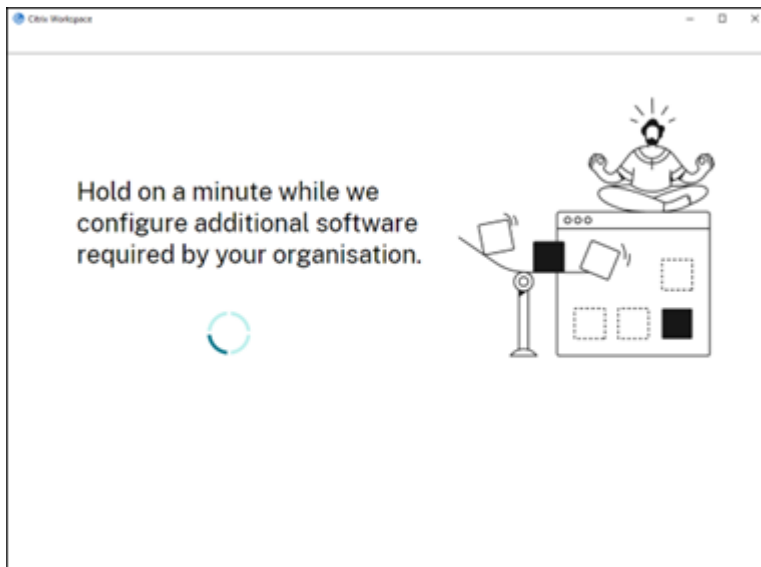 Citrix Workspace
Hold on a minute while we
configure additional software
required by your organisation.